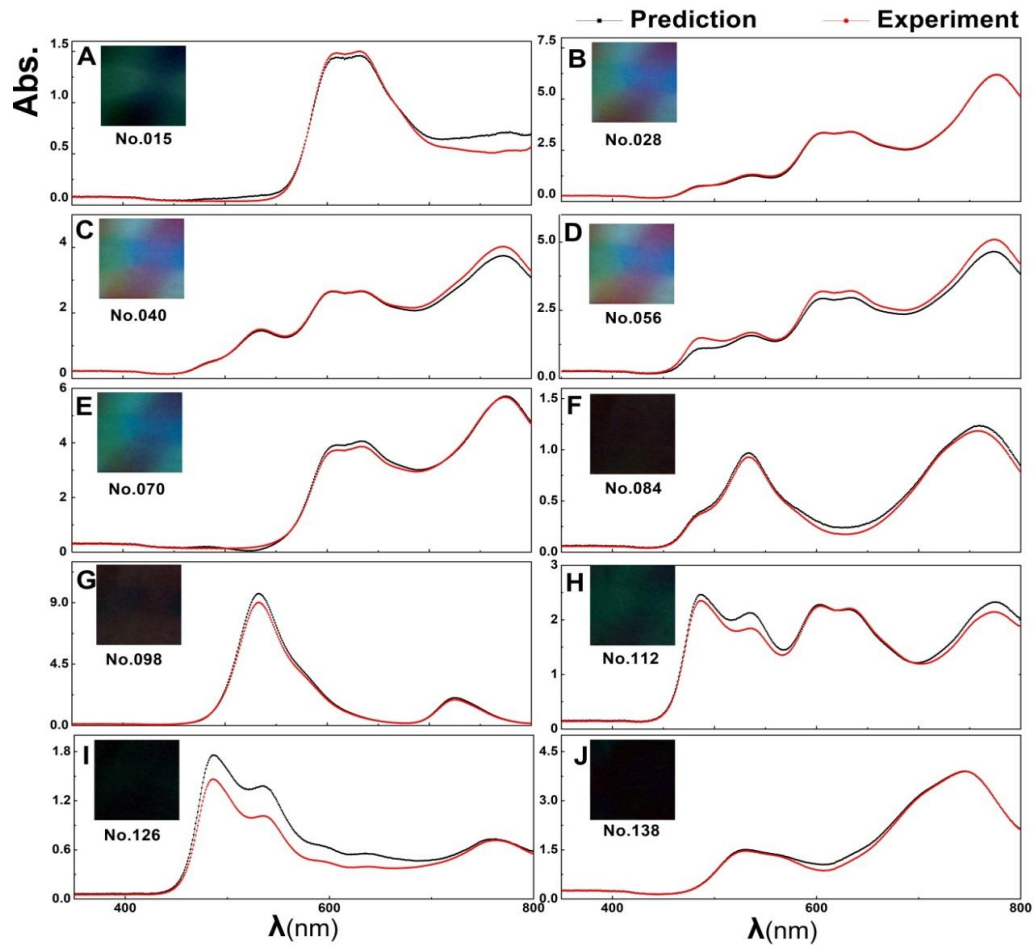 Prediction Experiment
Abs.
A
No.015
1.5
1.0
0.5
0.0
B
No.028
7.5
5.0
2.5
0.0
C
No.040
4
2
0
D
No.056
5.0
2.5
0.0
E
No.070
6
4
2
0
F
No.084
1.5
1.0
0.5
0.0
G
No.098
9.0
4.5
0.0
H
No.112
3
2
1
0
I
No.126
1.8
1.2
0.6
0.0
J
No.138
4.5
3.0
1.5
0.0
400 600 800
400 600 800
λ(nm) λ(nm)